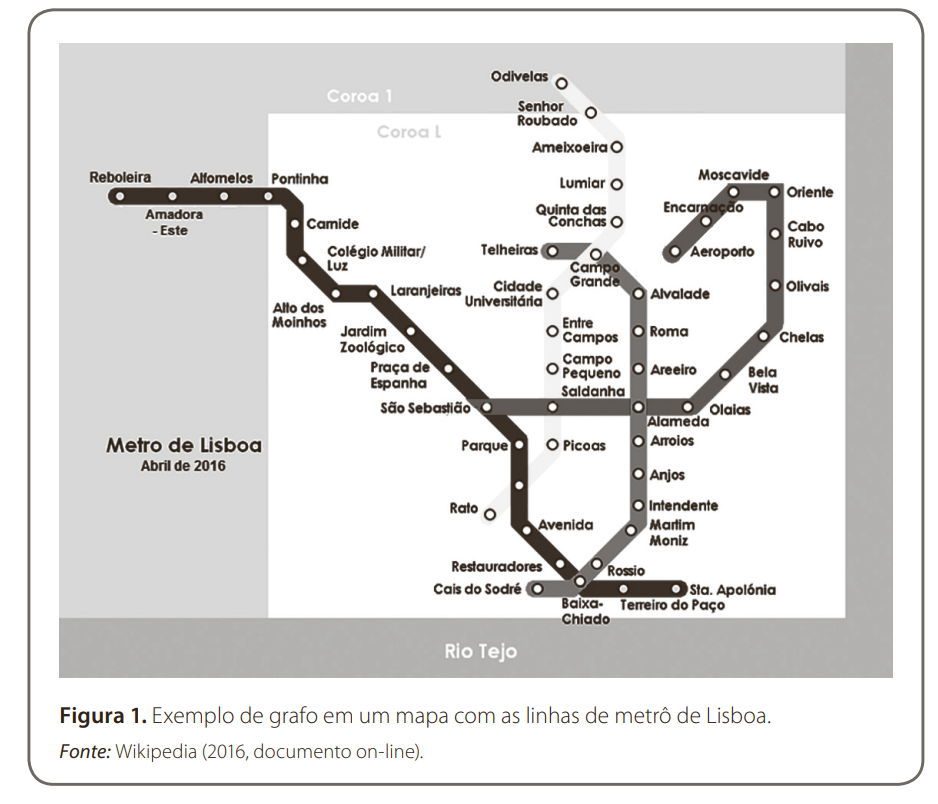 Odivelas
Coroa 1
Senhor
Roubado
Coroa L
Ameixoeira
Lumiar
Quinta das
Conchas
Telheiras
Campo
Grande
Cidade
Universitária
Entre
Campos
Campo
Pequeno
Saldanha
Picoas
Rato
Reboleira
Amadora
- Este
Alfornelos
Pontinha
Carnide
Colégio Militar/
Luz
Alto dos
Moinhos
Laranjeiras
Jardim
Zoológico
Praça de
Espanha
São Sebastião
Parque
Avenida
Restauradores
Baixa-
Chiado
Terreiro do Paço
Sta. Apolónia
Cais do Sodré
Rossio
Martim
Moniz
Intendente
Anjos
Arroios
Alameda
Areeiro
Roma
Alvalade
Olaias
Bela
Vista
Chelas
Olivais
Cabo
Ruivo
Oriente
Moscavide
Encarnação
Aeroporto
Metro de Lisboa
Abril de 2016
Rio Tejo
Figura 1. Exemplo de grafo em um mapa com as linhas de metrô de Lisboa.
Fonte: Wikipedia (2016, documento on-line).